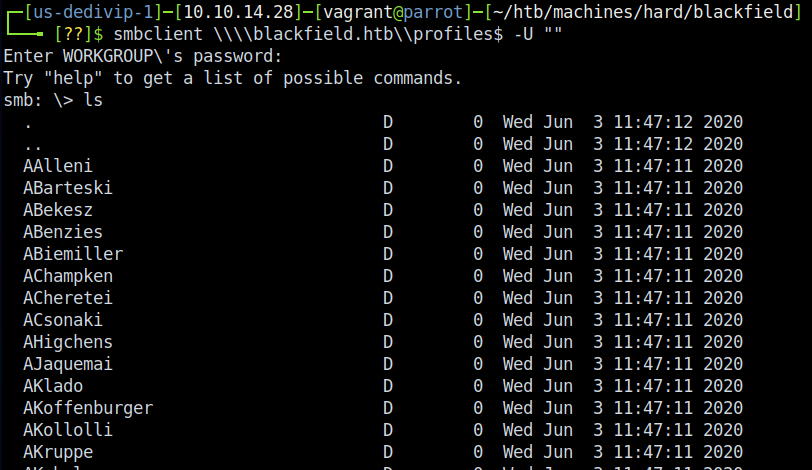 ┌─[us-dedivip-1]─[10.10.14.28]─[vagrant@parrot]─[~/htb/machines/hard/blackfield]
└──╼ [??]$ smbclient \\\\blackfield.htb\\profiles$ -U ""
Enter WORKGROUP\'s password:
Try "help" to get a list of possible commands.
smb: \> ls
  .                                   D        0  Wed Jun  3 11:47:12 2020
  ..                                  D        0  Wed Jun  3 11:47:12 2020
  AAlleni                             D        0  Wed Jun  3 11:47:11 2020
  ABarteski                           D        0  Wed Jun  3 11:47:11 2020
  ABekesz                             D        0  Wed Jun  3 11:47:11 2020
  ABenzies                            D        0  Wed Jun  3 11:47:11 2020
  ABiemiller                          D        0  Wed Jun  3 11:47:11 2020
  AChampken                           D        0  Wed Jun  3 11:47:11 2020
  ACheretei                           D        0  Wed Jun  3 11:47:11 2020
  ACsonaki                            D        0  Wed Jun  3 11:47:11 2020
  AHigchens                           D        0  Wed Jun  3 11:47:11 2020
  AJaquemai                           D        0  Wed Jun  3 11:47:11 2020
  AKlado                              D        0  Wed Jun  3 11:47:11 2020
  AKoffenburger                       D        0  Wed Jun  3 11:47:11 2020
  AKollolli                           D        0  Wed Jun  3 11:47:11 2020
  AKruppe                             D        0  Wed Jun  3 11:47:11 2020